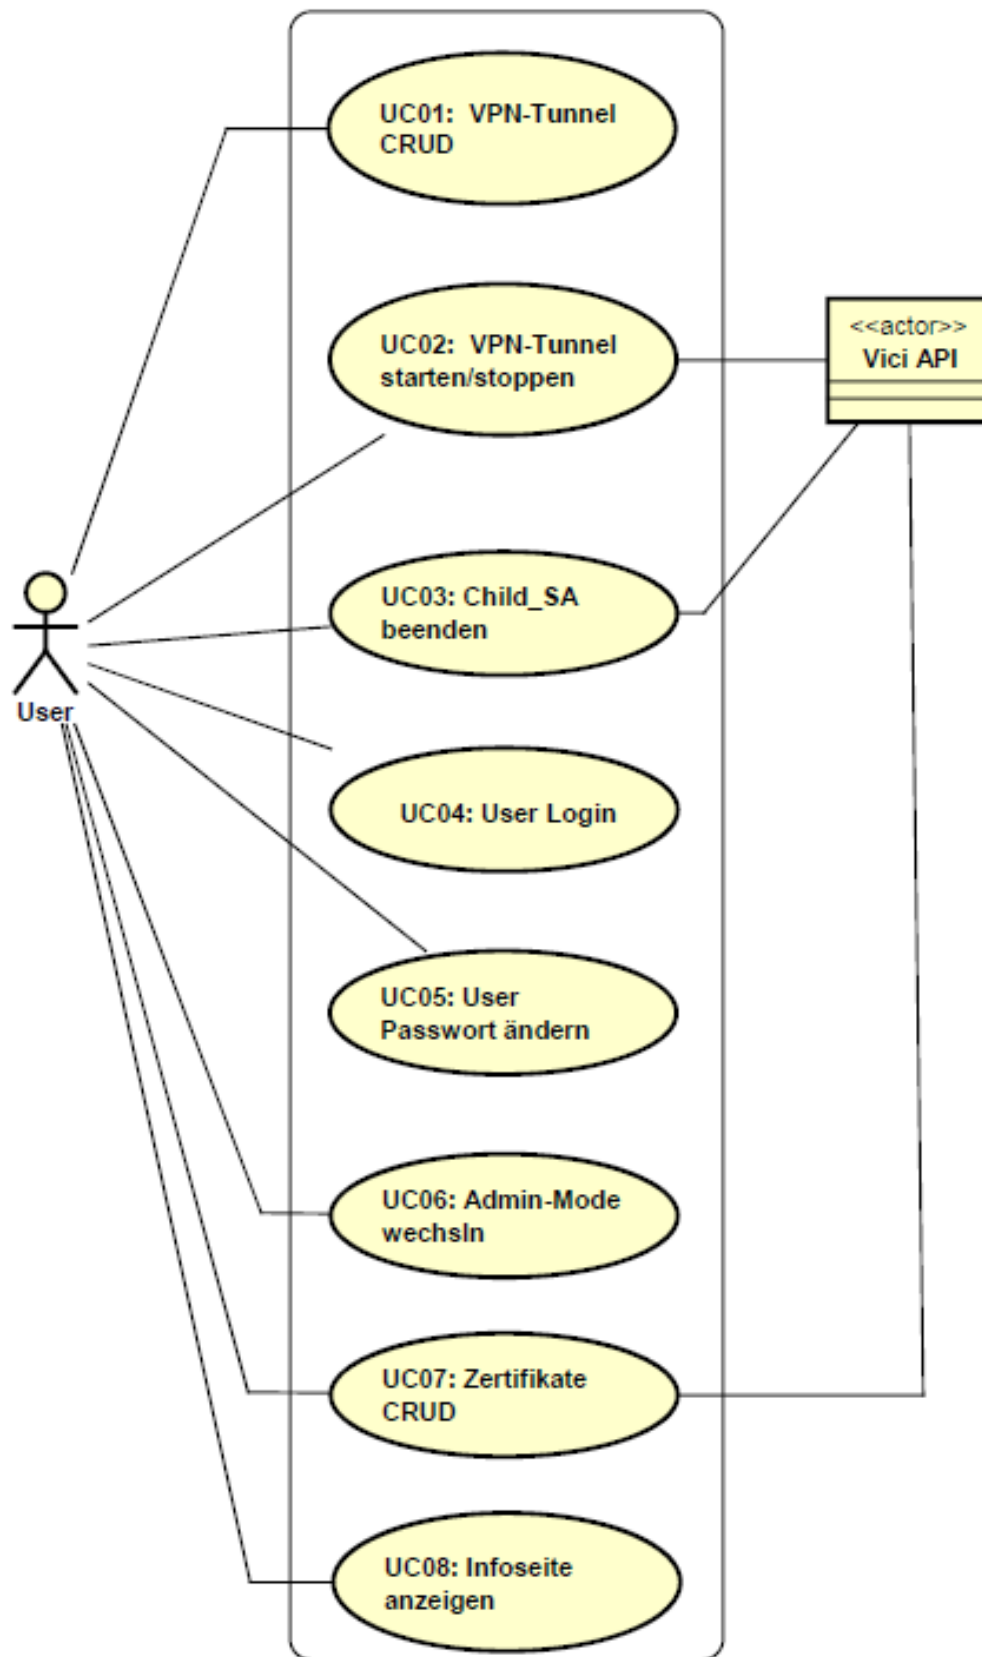 UC01: VPN-Tunnel
CRUD
UC02: VPN-Tunnel
starten/stoppen
<<actor>>
Vici API
UC03: Child_SA
beenden
User
UC04: User Login
UC05: User
Passwort ändern
UC06: Admin-Mode
wechsln
UC07: Zertifikate
CRUD
UC08: Infoseite
anzeigen